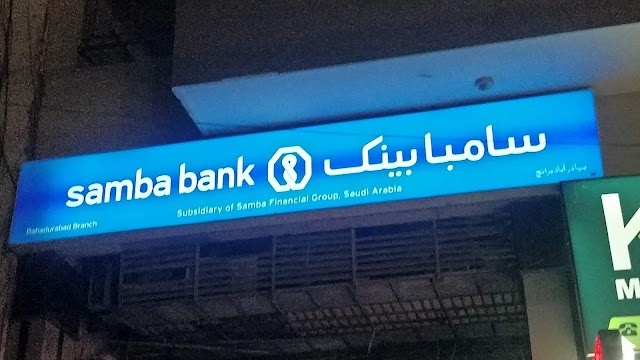 samba bank سامبا بینک
Subsidiary of Samba Financial Group, Saudi Arabia
Bahadurabad Branch
بہادر آباد برانچ
K
M